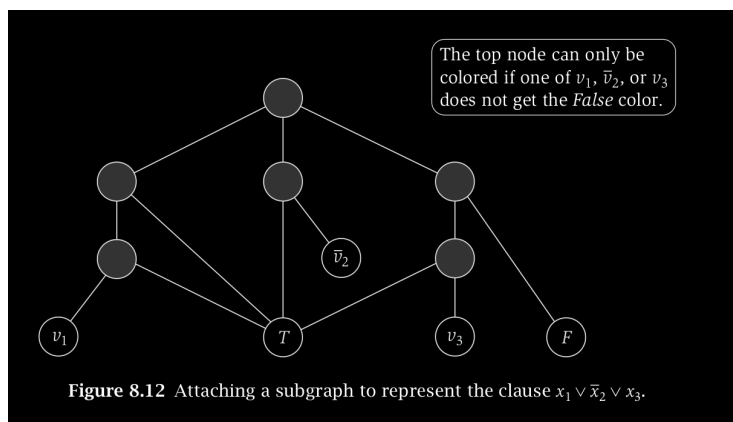 The top node can only be
colored if one of v₁, v̅₂, or v₃
does not get the False color.
v̅₂
v₁
T
v₃
F
Figure 8.12 Attaching a subgraph to represent the clause x₁ ∨ x̅₂ ∨ x₃.